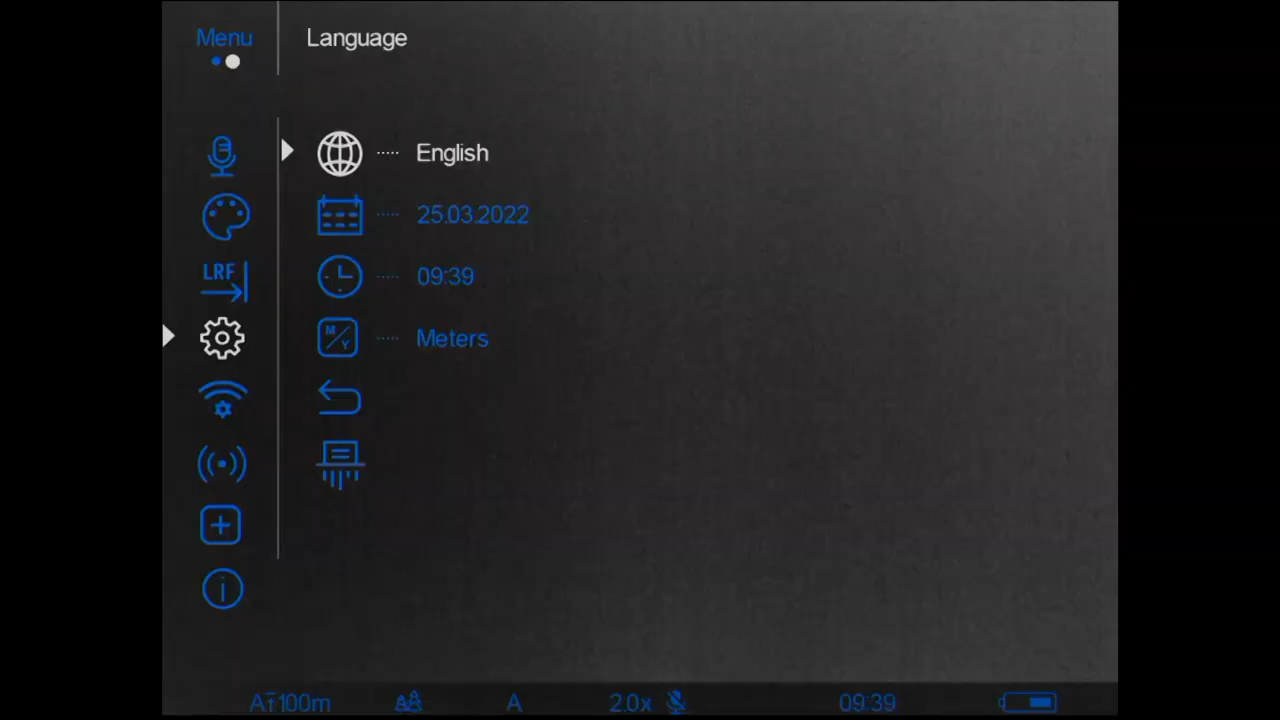 Menu
Language
English
25.03.2022
LRF
09:39
M/Y
Meters
100m
A
2.0x
09:39